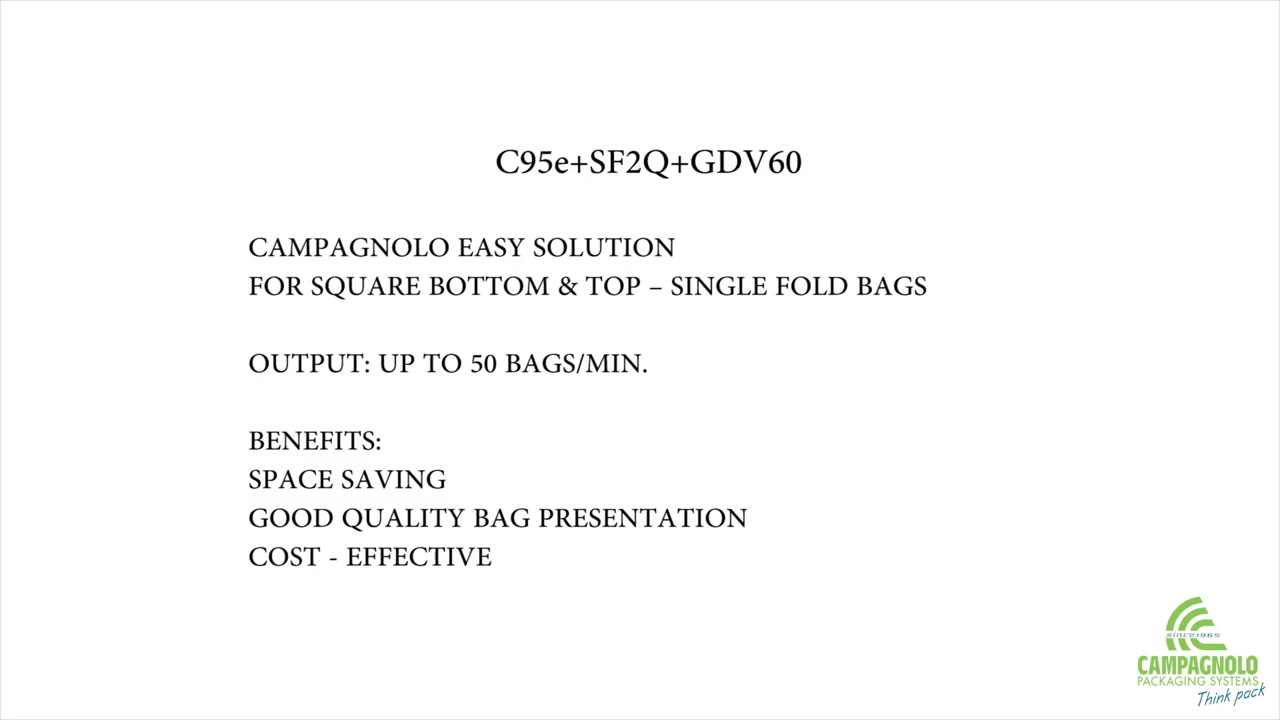 C95e+SF2Q+GDV60
CAMPAGNOLO EASY SOLUTION
FOR SQUARE BOTTOM & TOP – SINGLE FOLD BAGS
OUTPUT: UP TO 50 BAGS/MIN.
BENEFITS:
SPACE SAVING
GOOD QUALITY BAG PRESENTATION
COST - EFFECTIVE
since1965
CAMPAGNOLO
PACKAGING SYSTEMS
Think pack